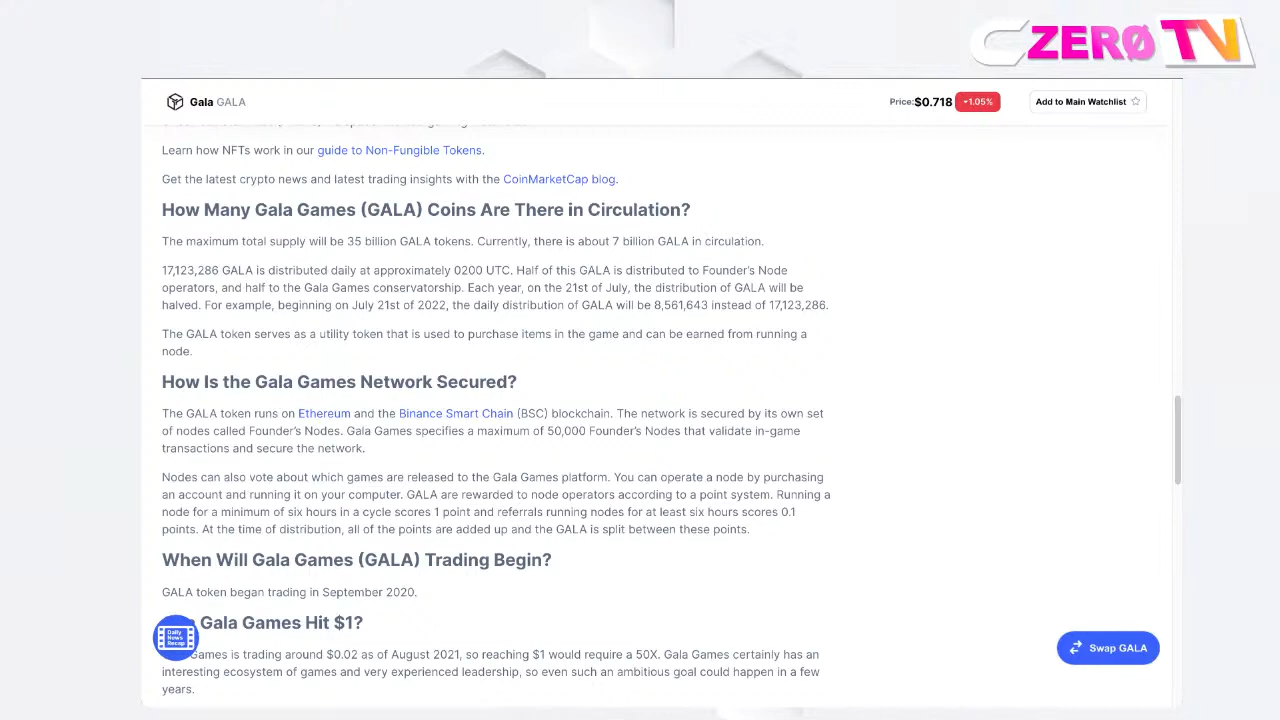 CZERØ TV
Gala GALA
Price:$0.718 1.05%
Add to Main Watchlist
Learn how NFTs work in our guide to Non-Fungible Tokens.
Get the latest crypto news and latest trading insights with the CoinMarketCap blog.
How Many Gala Games (GALA) Coins Are There in Circulation?
The maximum total supply will be 35 billion GALA tokens. Currently, there is about 7 billion GALA in circulation.
17,123,286 GALA is distributed daily at approximately 0200 UTC. Half of this GALA is distributed to Founder's Node
operators, and half to the Gala Games conservatorship. Each year, on the 21st of July, the distribution of GALA will be
halved. For example, beginning on July 21st of 2022, the daily distribution of GALA will be 8,561,643 instead of 17,123,286.
The GALA token serves as a utility token that is used to purchase items in the game and can be earned from running a
node.
How Is the Gala Games Network Secured?
The GALA token runs on Ethereum and the Binance Smart Chain (BSC) blockchain. The network is secured by its own set
of nodes called Founder's Nodes. Gala Games specifies a maximum of 50,000 Founder's Nodes that validate in-game
transactions and secure the network.
Nodes can also vote about which games are released to the Gala Games platform. You can operate a node by purchasing
an account and running it on your computer. GALA are rewarded to node operators according to a point system. Running a
node for a minimum of six hours in a cycle scores 1 point and referrals running nodes for at least six hours scores 0.1
points. At the time of distribution, all of the points are added up and the GALA is split between these points.
When Will Gala Games (GALA) Trading Begin?
GALA token began trading in September 2020.
Gala Games Hit $1?
Daily
News
Recap
Games is trading around $0.02 as of August 2021, so reaching $1 would require a 50X. Gala Games certainly has an
interesting ecosystem of games and very experienced leadership, so even such an ambitious goal could happen in a few
years.
Swap GALA